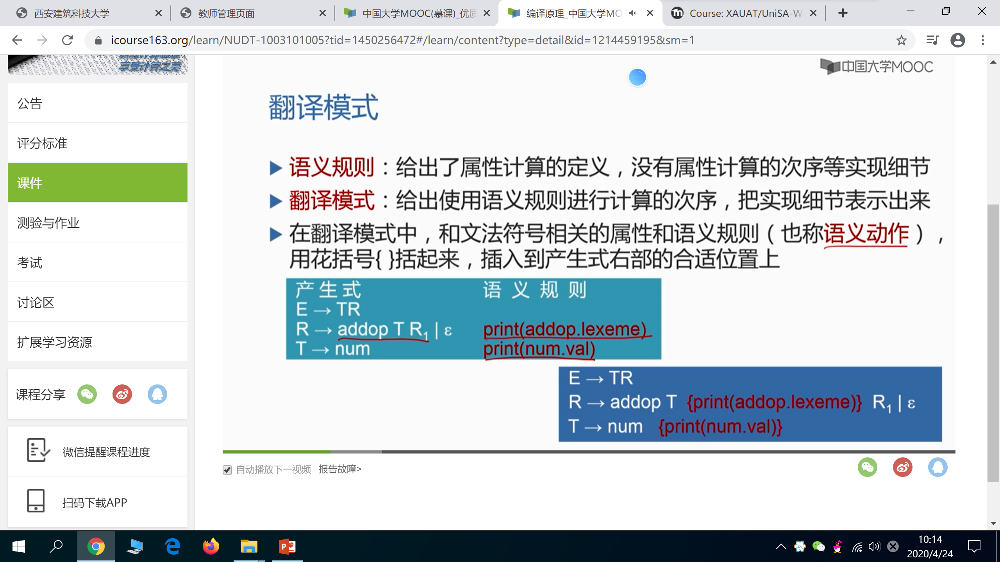 西安建筑科技大学
教师管理页面
中国大学MOOC(慕课)_优质
编译原理_中国大学MO
Course: XAUAT/UniSA-W
icourse163.org/learn/NUDT-1003101005?tid=1450256472#/learn/content?type=detail&id=1214459195&sm=1
享受计算之美
公告
评分标准
课件
测验与作业
考试
讨论区
扩展学习资源
课程分享
微信提醒课程进度
扫码下载APP
中国大学MOOC
--:--
翻译模式
语义规则：给出了属性计算的定义，没有属性计算的次序等实现细节
翻译模式：给出使用语义规则进行计算的次序，把实现细节表示出来
在翻译模式中，和文法符号相关的属性和语义规则（也称语义动作），
用花括号{ }括起来，插入到产生式右部的合适位置上
产生式 语义规则
E → TR
R → addop T R₁ | ε print(addop.lexeme)
T → num print(num.val)
E → TR
R → addop T {print(addop.lexeme)} R₁ | ε
T → num {print(num.val)}
自动播放下一视频 报告故障>
10:14
2020/4/24